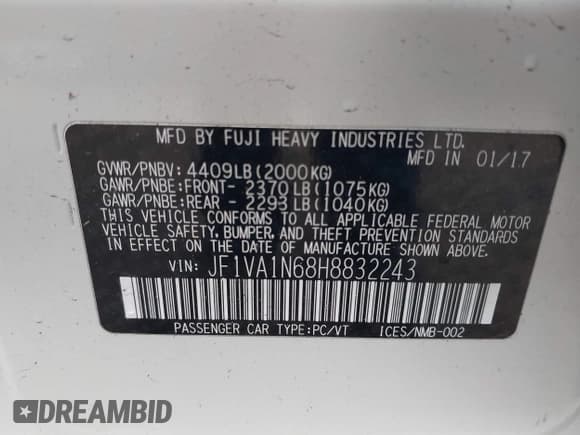 MFD BY FUJI HEAVY INDUSTRIES LTD.
MFD IN 01/17
GVWR/PNBV: 4409LB(2000KG)
GAWR/PNBE:FRONT- 2370LB(1075KG)
GAWR/PNBE:REAR - 2293LB(1040KG)
THIS VEHICLE CONFORMS TO ALL APPLICABLE FEDERAL MOTOR
VEHICLE SAFETY, BUMPER, AND THEFT PREVENTION STANDARDS
IN EFFECT ON THE DATE OF MANUFACTURE SHOWN ABOVE.
VIN: JF1VA1N68H8832243
PASSENGER CAR TYPE:PC/VT ICES/NMB-002
DREAMBID